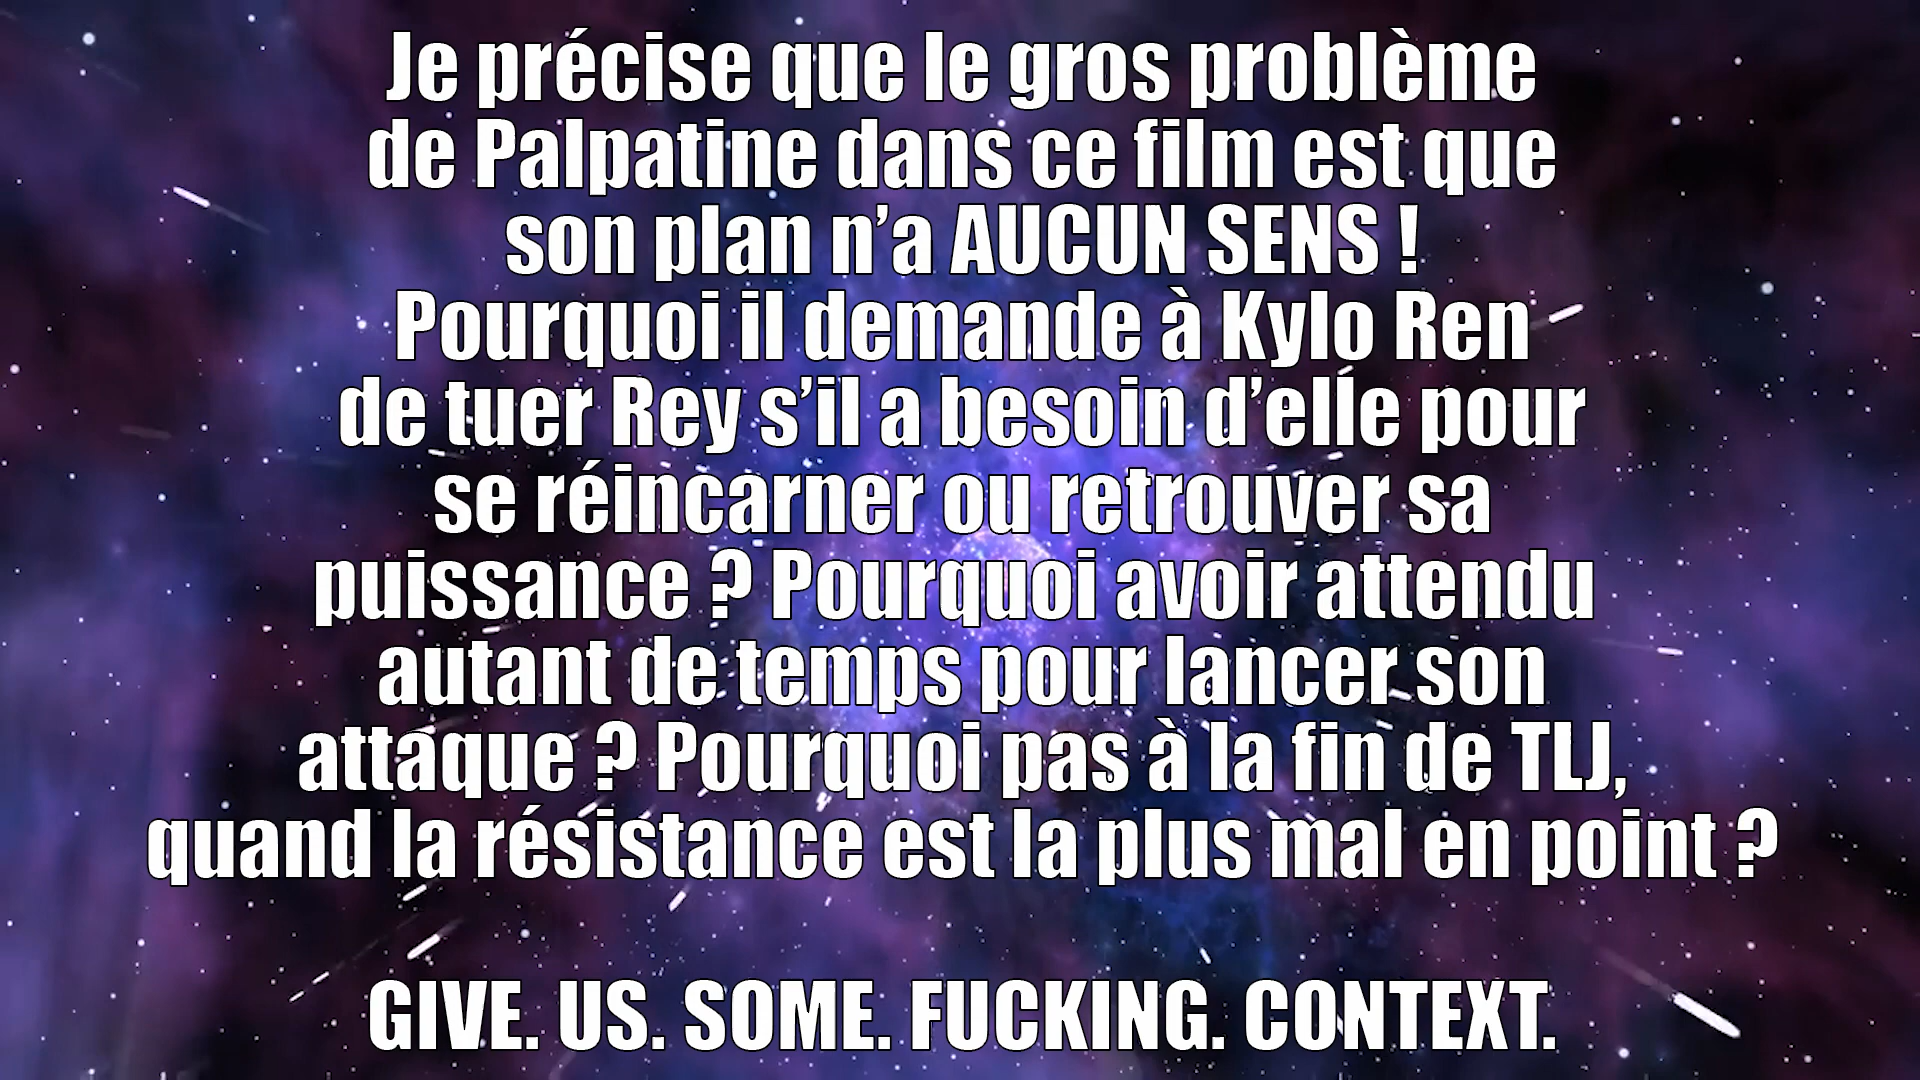 Je précise que le gros problème
de Palpatine dans ce film est que
son plan n’a AUCUN SENS !
Pourquoi il demande à Kylo Ren
de tuer Rey s’il a besoin d’elle pour
se réincarner ou retrouver sa
puissance ? Pourquoi avoir attendu
autant de temps pour lancer son
attaque ? Pourquoi pas à la fin de TLJ,
quand la résistance est la plus mal en point ?
GIVE. US. SOME. FUCKING. CONTEXT.